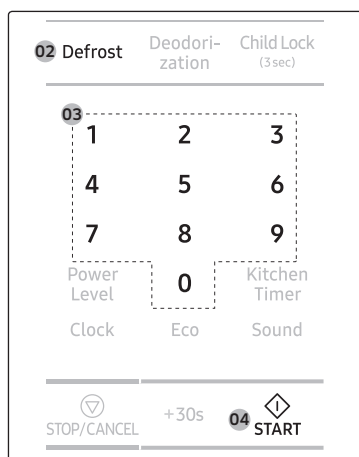 02 Defrost Deodori-
zation Child Lock
(3 sec)
03
1 2 3
4 5 6
7 8 9
Power
Level 0 Kitchen
Timer
Clock Eco Sound
STOP/CANCEL +30s 04 START